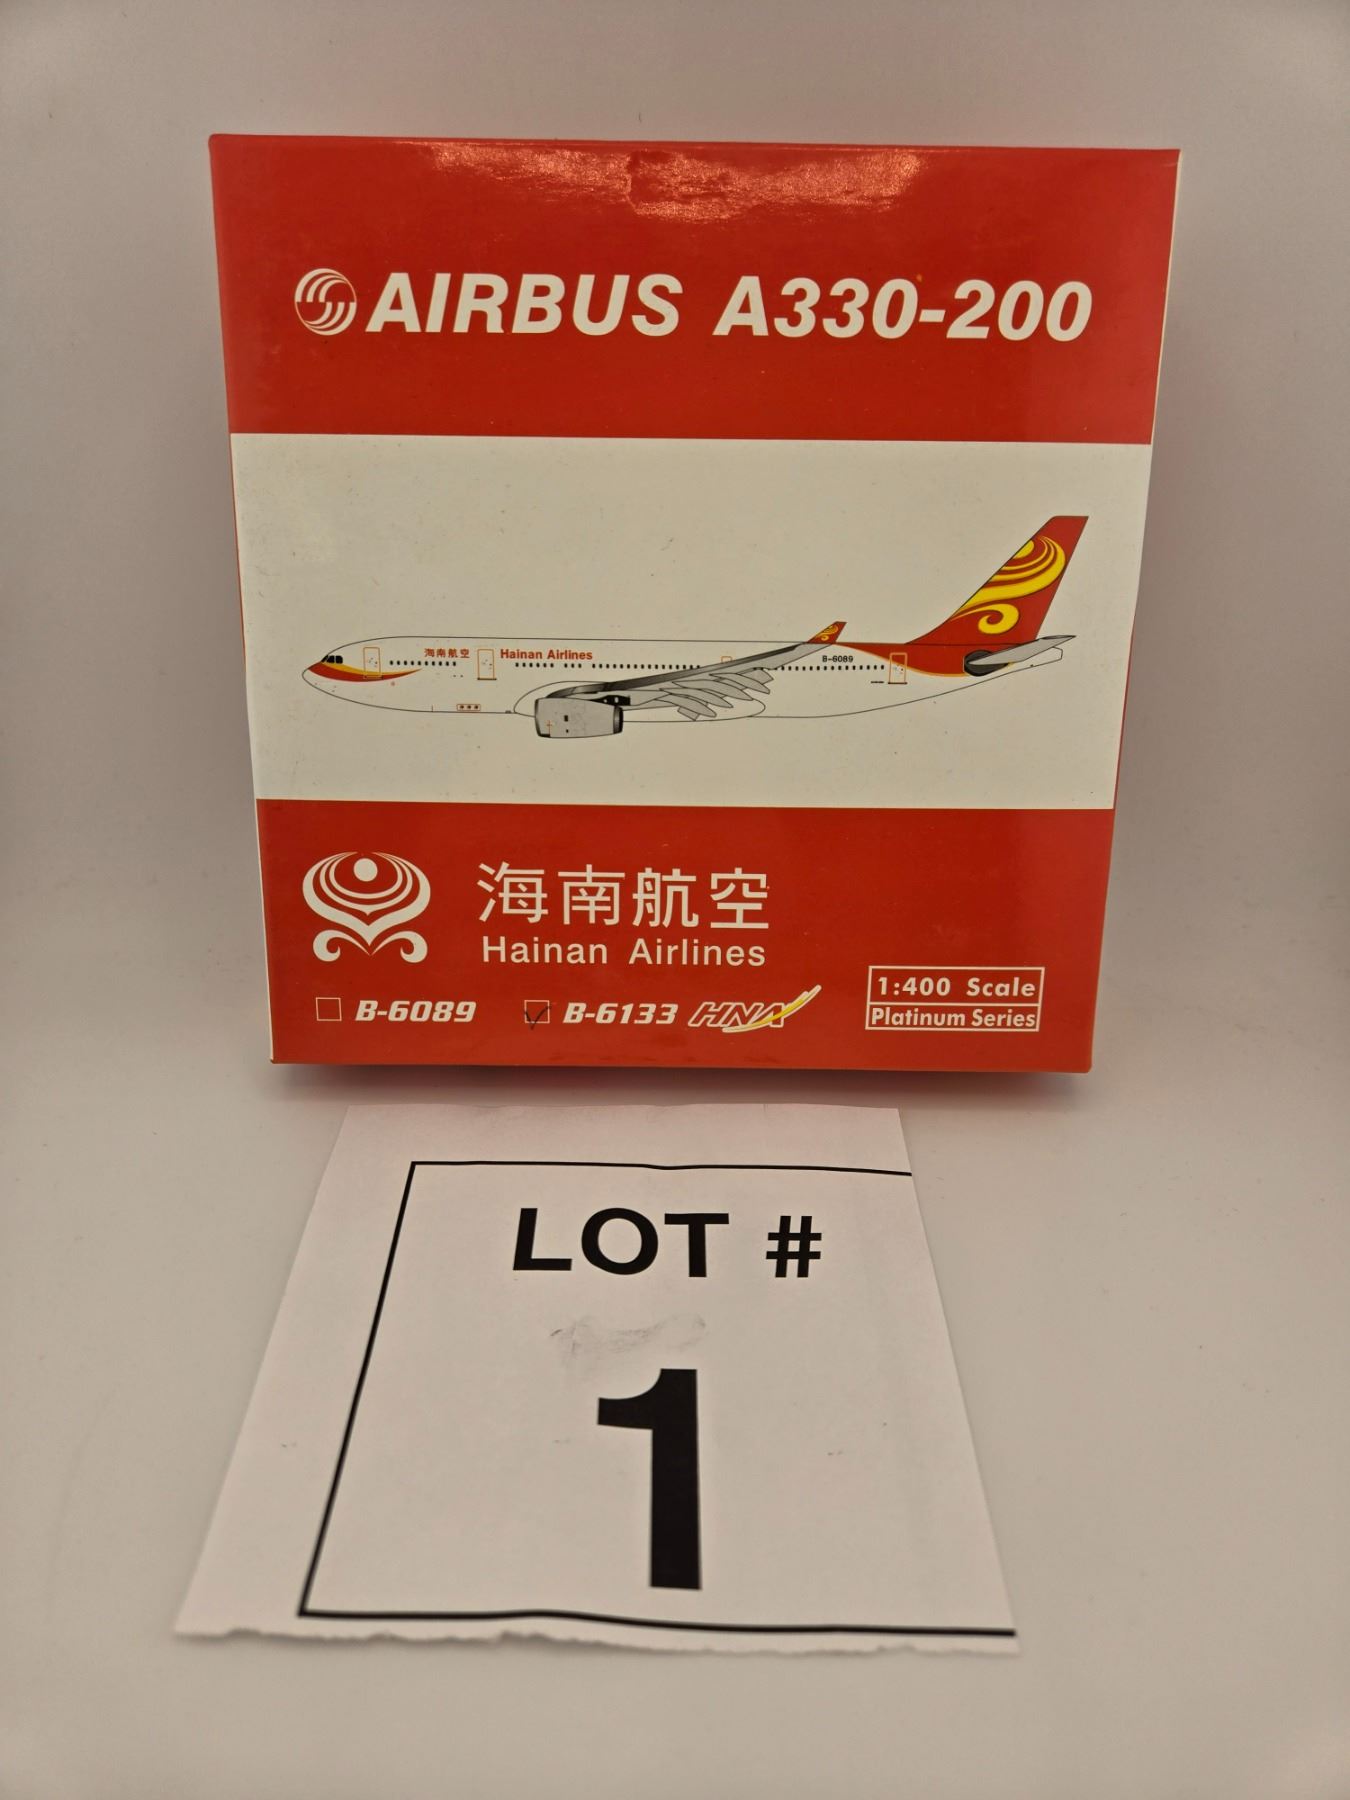 AIRBUS A330-200
海南航空 Hainan Airlines
B-6089
海南航空
Hainan Airlines
B-6089 B-6133 HNA
1:400 Scale
Platinum Series
LOT #
1